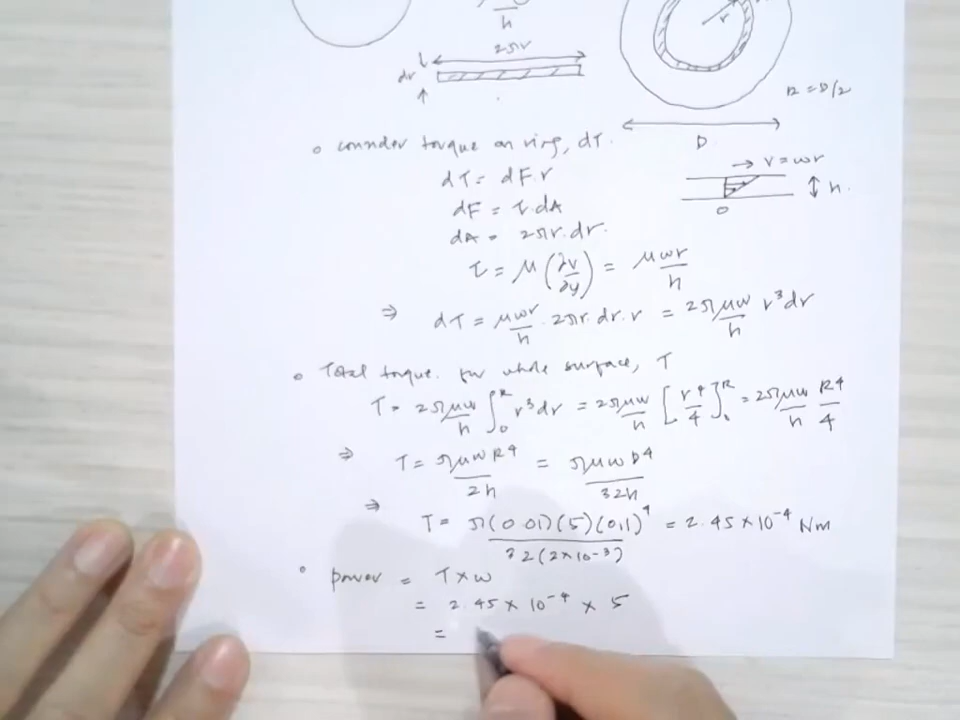 h
2πr
dr
r
R = D/2
D
• consider torque on ring, dT.
dT = dF.r
V = ωr
h.
0
dF = τ.dA
dA = 2πr.dr.
τ = μ(∂v/∂y) = μωr/h
⇒ dT = μωr/h . 2πr.dr.r = 2πμω/h r³dr
• Total torque for whole surface, T
T = 2πμω/h ∫₀ᴿ r³dr = 2πμω/h [r⁴/4]₀ᴿ = 2πμω/h R⁴/4
⇒ T = πμωR⁴/2h = πμωD⁴/32h
⇒ T = π(0.01)(5)(0.1)⁴/32(2×10⁻³) = 2.45×10⁻⁴ Nm
• power = T×ω
= 2.45 × 10⁻⁴ × 5
=